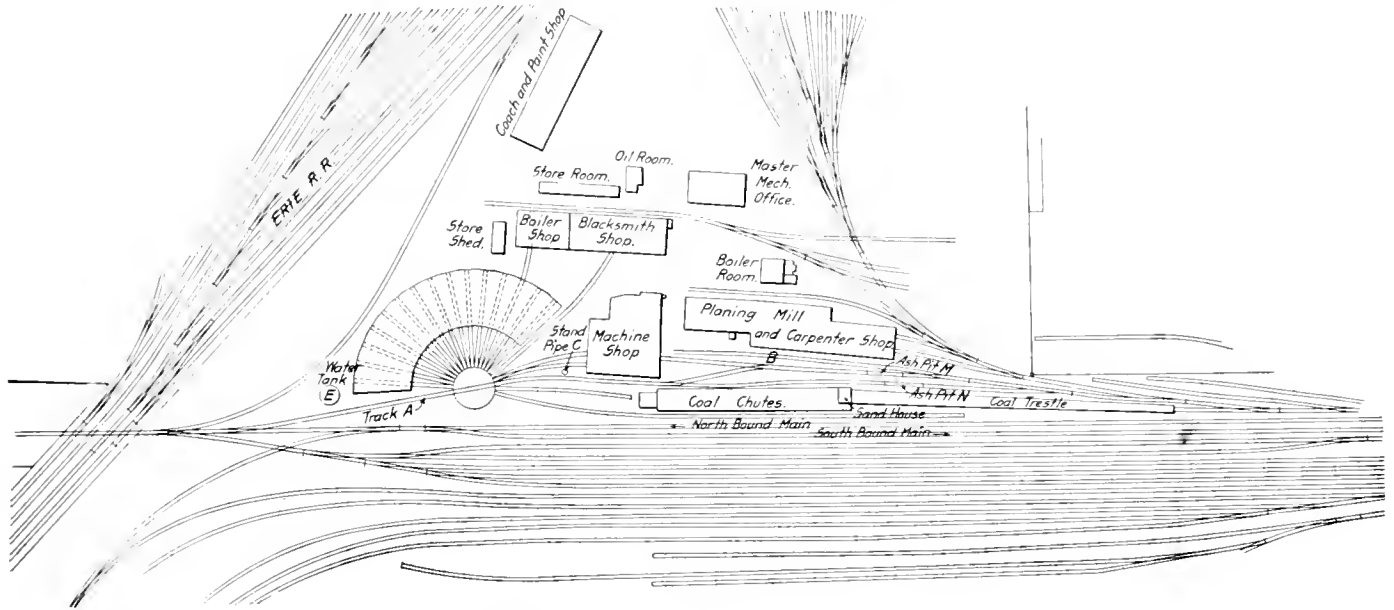 Coach and Paint Shop
ERIE R.R.
Oil Room.
Store Room.
Master
Mech.
Office.
Store
Shed.
Boiler
Shop
Blacksmith
Shop.
Boiler
Room.
Planing Mill
and Carpenter Shop
Stand
Pipe C
Machine
Shop
B
Ash Pit M
Ash Pit N
Water
Tank
E
Track A
Coal Chutes.
Sand House
Coal Trestle
North Bound Main
South Bound Main